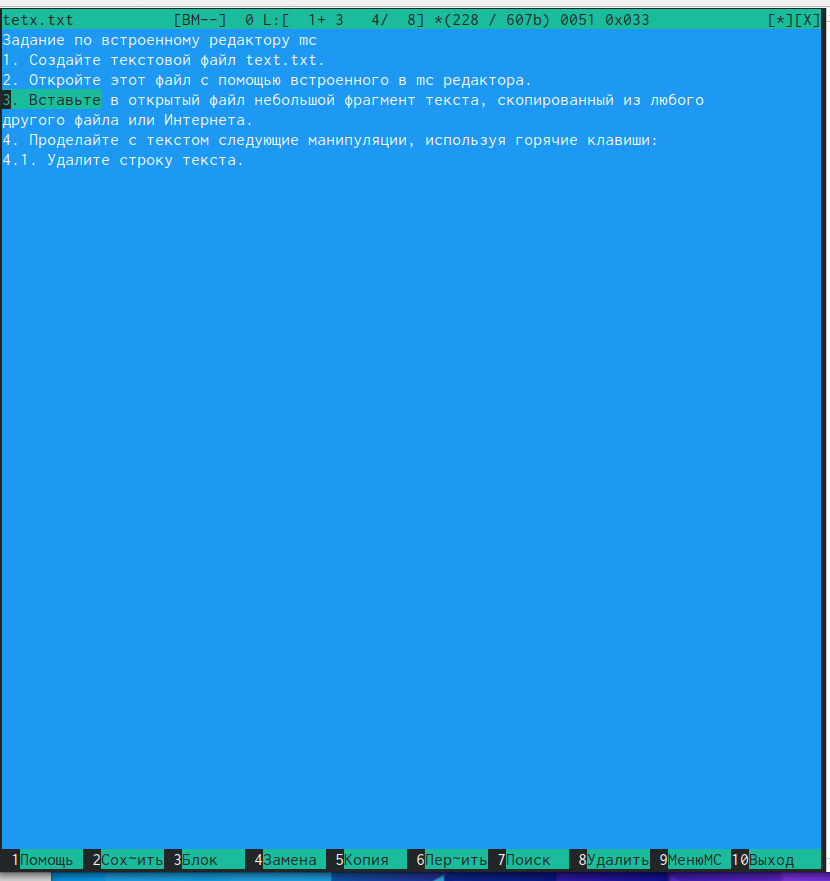 tetx.txt [BM--] 0 L:[ 1+ 3 4/ 8] *(228 / 607b) 0051 0x033 [*][X]
Задание по встроенному редактору mc
1. Создайте текстовой файл text.txt.
2. Откройте этот файл с помощью встроенного в mc редактора.
3. Вставьте в открытый файл небольшой фрагмент текста, скопированный из любого
другого файла или Интернета.
4. Проделайте с текстом следующие манипуляции, используя горячие клавиши:
4.1. Удалите строку текста.
1Помощь 2Сох~ить 3Блок 4Замена 5Копия 6Пер~ить 7Поиск 8Удалить 9МенюMC 10Выход